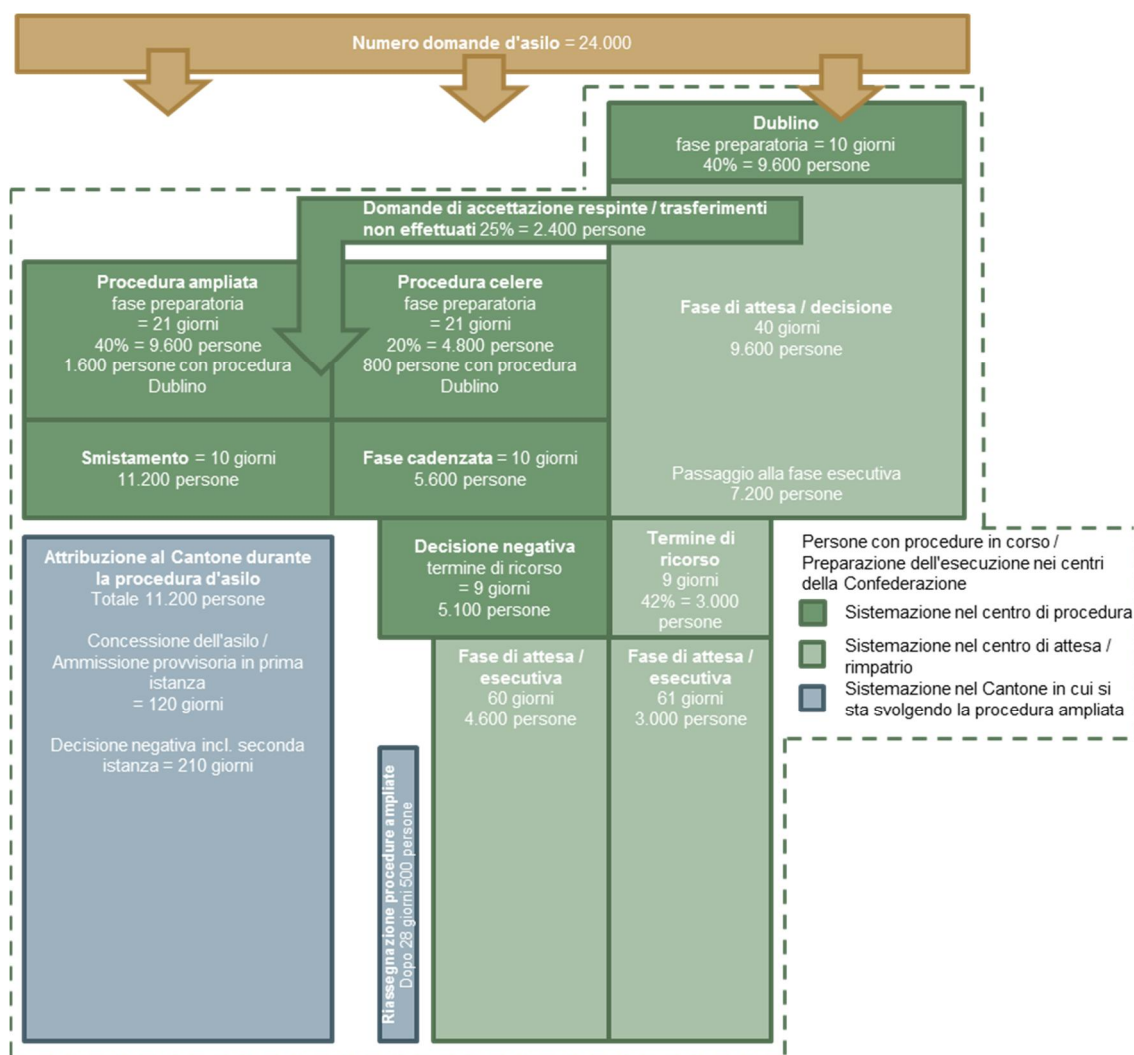 Numero domande d'asilo = 24.000
Dublino
fase preparatoria = 10 giorni
40% = 9.600 persone
Domande di accettazione respinte / trasferimenti
non effettuati 25% = 2.400 persone
Procedura ampliata
fase preparatoria
= 21 giorni
40% = 9.600 persone
1.600 persone con procedura
Dublino
Procedura celere
fase preparatoria
= 21 giorni
20% = 4.800 persone
800 persone con procedura
Dublino
Fase di attesa / decisione
40 giorni
9.600 persone
Smistamento = 10 giorni
11.200 persone
Fase cadenzata = 10 giorni
5.600 persone
Passaggio alla fase esecutiva
7.200 persone
Attribuzione al Cantone durante
la procedura d'asilo
Totale 11.200 persone
Concessione dell'asilo /
Ammissione provvisoria in prima
istanza
= 120 giorni
Decisione negativa incl. seconda
istanza = 210 giorni
Decisione negativa
termine di ricorso
= 9 giorni
5.100 persone
Termine di
ricorso
9 giorni
42% = 3.000
persone
Fase di attesa /
esecutiva
60 giorni
4.600 persone
Fase di attesa /
esecutiva
61 giorni
3.000 persone
Riassegnazione procedure ampliate
Dopo 28 giorni 500 persone
Persone con procedure in corso /
Preparazione dell'esecuzione nei centri
della Confederazione
Sistemazione nel centro di procedura
Sistemazione nel centro di attesa /
rimpatrio
Sistemazione nel Cantone in cui si
sta svolgendo la procedura ampliata